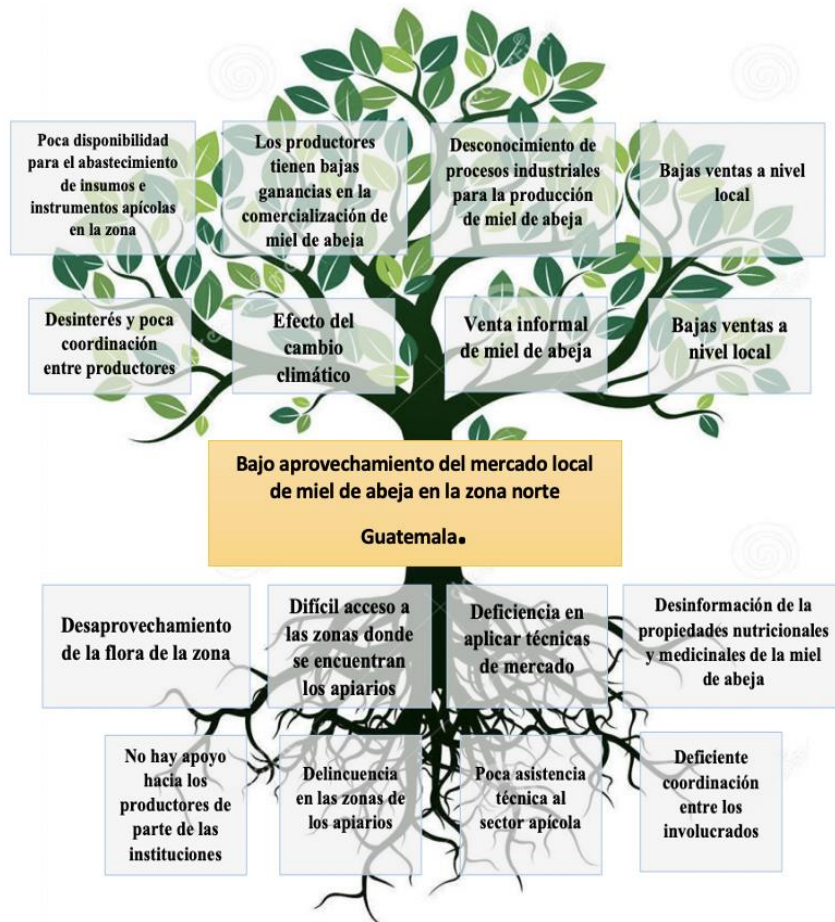 Poca disponibilidad
para el abastecimiento
de insumos e
instrumentos apícolas
en la zona
Los productores
tienen bajas
ganancias en la
comercialización de
miel de abeja
Desconocimiento de
procesos industriales
para la producción
de miel de abeja
Bajas ventas a nivel
local
Desinterés y poca
coordinación
entre productores
Efecto del
cambio
climático
Venta informal
de miel de abeja
Bajas ventas a
nivel local
Bajo aprovechamiento del mercado local
de miel de abeja en la zona norte
Guatemala.
Desaprovechamiento
de la flora de la zona
Difícil acceso a
las zonas donde
se encuentran
los apiarios
Deficiencia en
aplicar técnicas
de mercado
Desinformación de la
propiedades nutricionales
y medicinales de la miel
de abeja
No hay apoyo
hacia los
productores de
parte de las
instituciones
Delincuencia
en las zonas de
los apiarios
Poca asistencia
técnica al
sector apícola
Deficiente
coordinación
entre los
involucrados